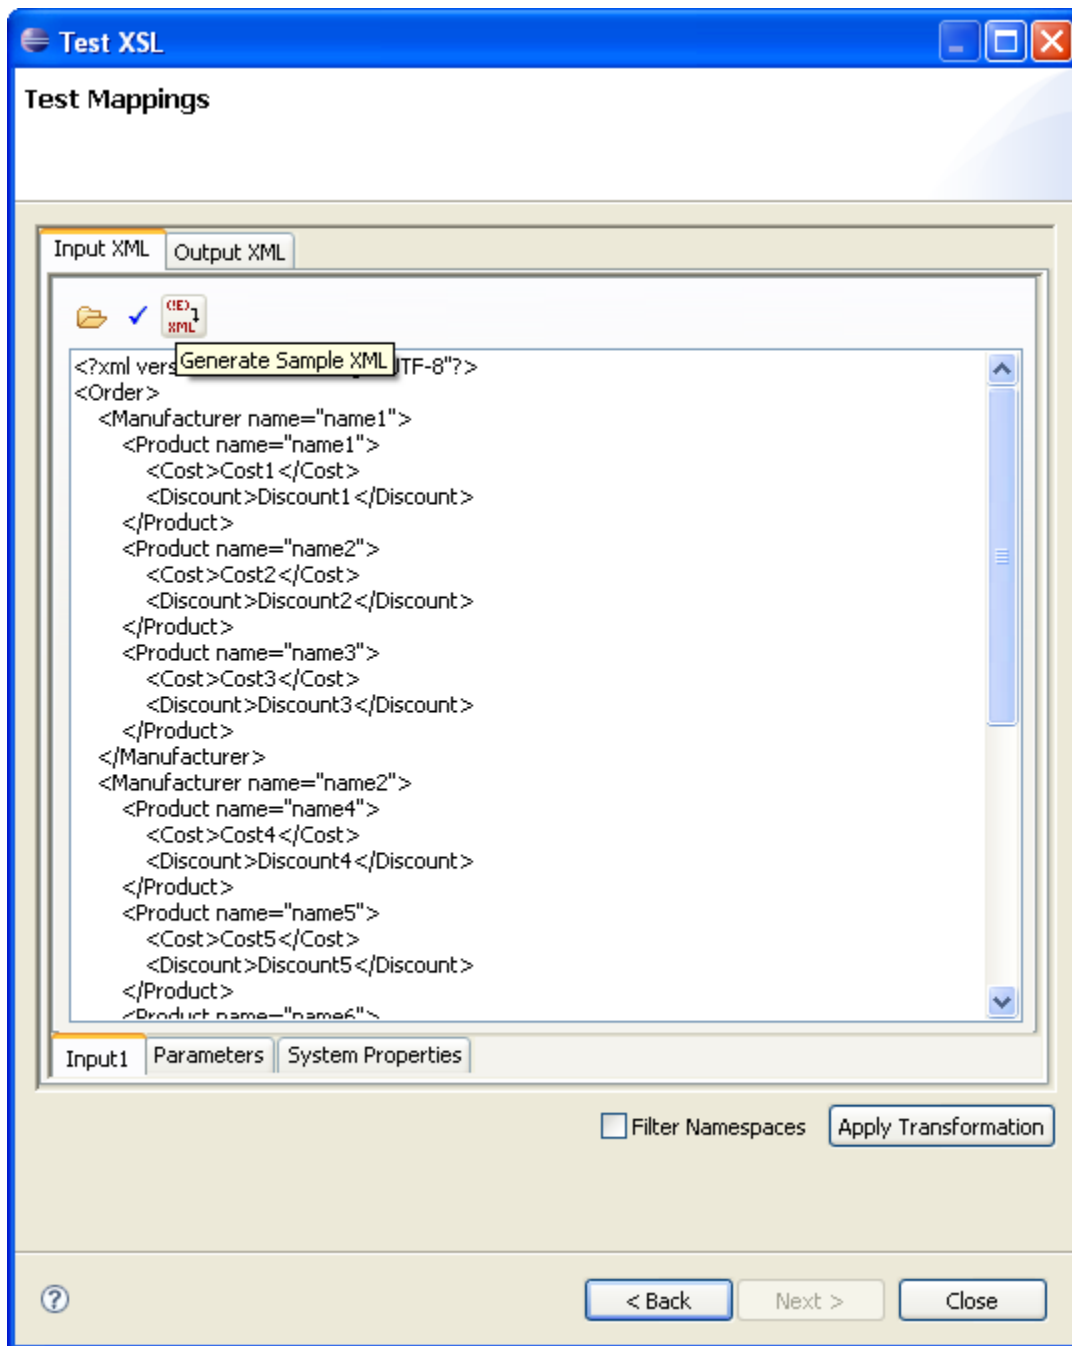 Test XSL
Test Mappings
Input XML
Output XML
(!E)
XML
Generate Sample XML
<?xml vers TF-8"?>
<Order>
<Manufacturer name="name1">
<Product name="name1">
<Cost>Cost1</Cost>
<Discount>Discount1</Discount>
</Product>
<Product name="name2">
<Cost>Cost2</Cost>
<Discount>Discount2</Discount>
</Product>
<Product name="name3">
<Cost>Cost3</Cost>
<Discount>Discount3</Discount>
</Product>
</Manufacturer>
<Manufacturer name="name2">
<Product name="name4">
<Cost>Cost4</Cost>
<Discount>Discount4</Discount>
</Product>
<Product name="name5">
<Cost>Cost5</Cost>
<Discount>Discount5</Discount>
</Product>
<Product name="name6">
Input1
Parameters
System Properties
Filter Namespaces
Apply Transformation
?
< Back
Next >
Close